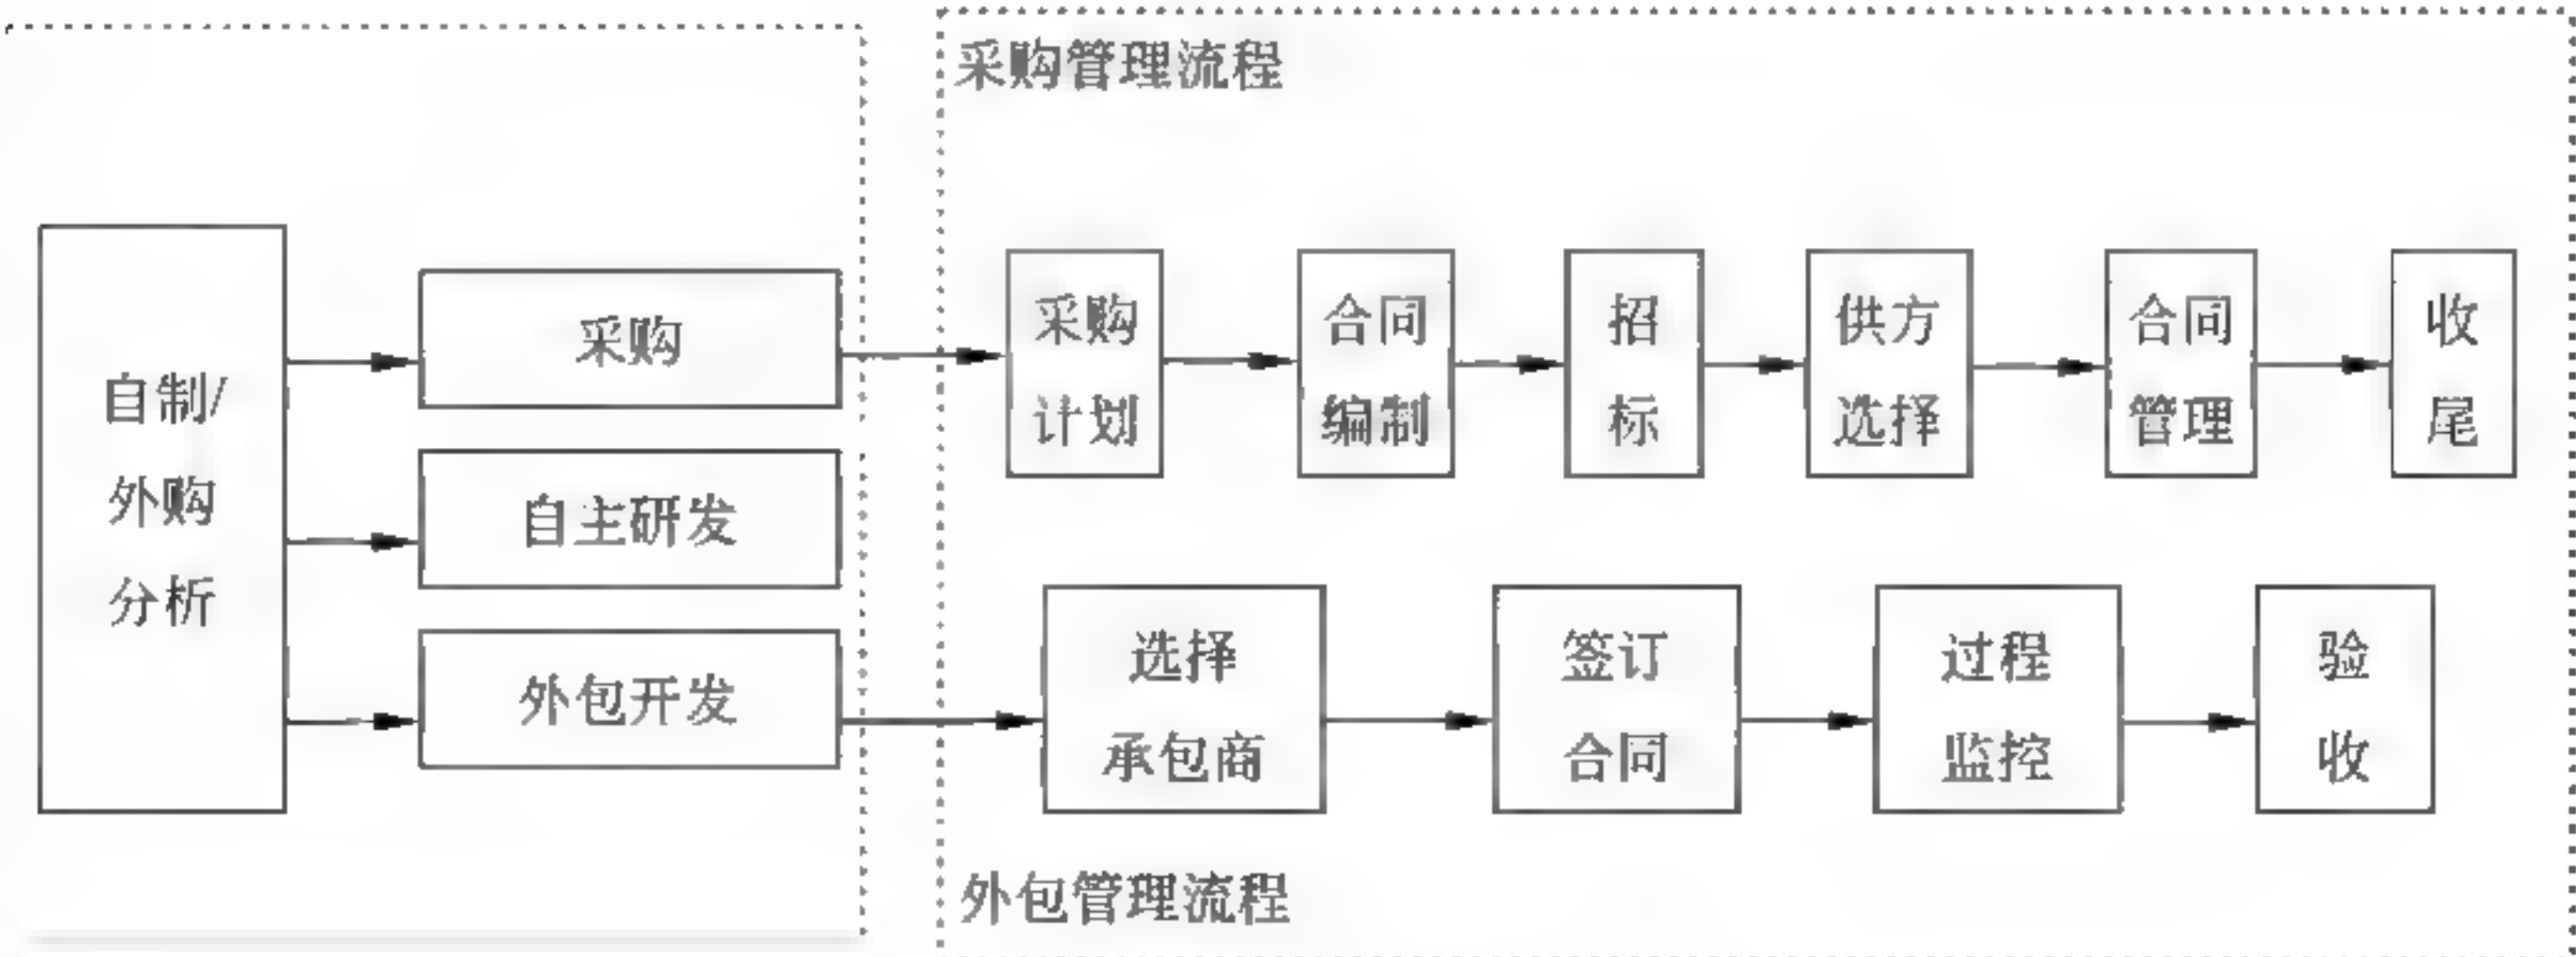 采购管理流程
自制/
外购
分析
采购
自主研发
外包开发
采购
计划
合同
编制
招
标
供方
选择
合同
管理
收
尾
选择
承包商
签订
合同
过程
监控
验
收
外包管理流程